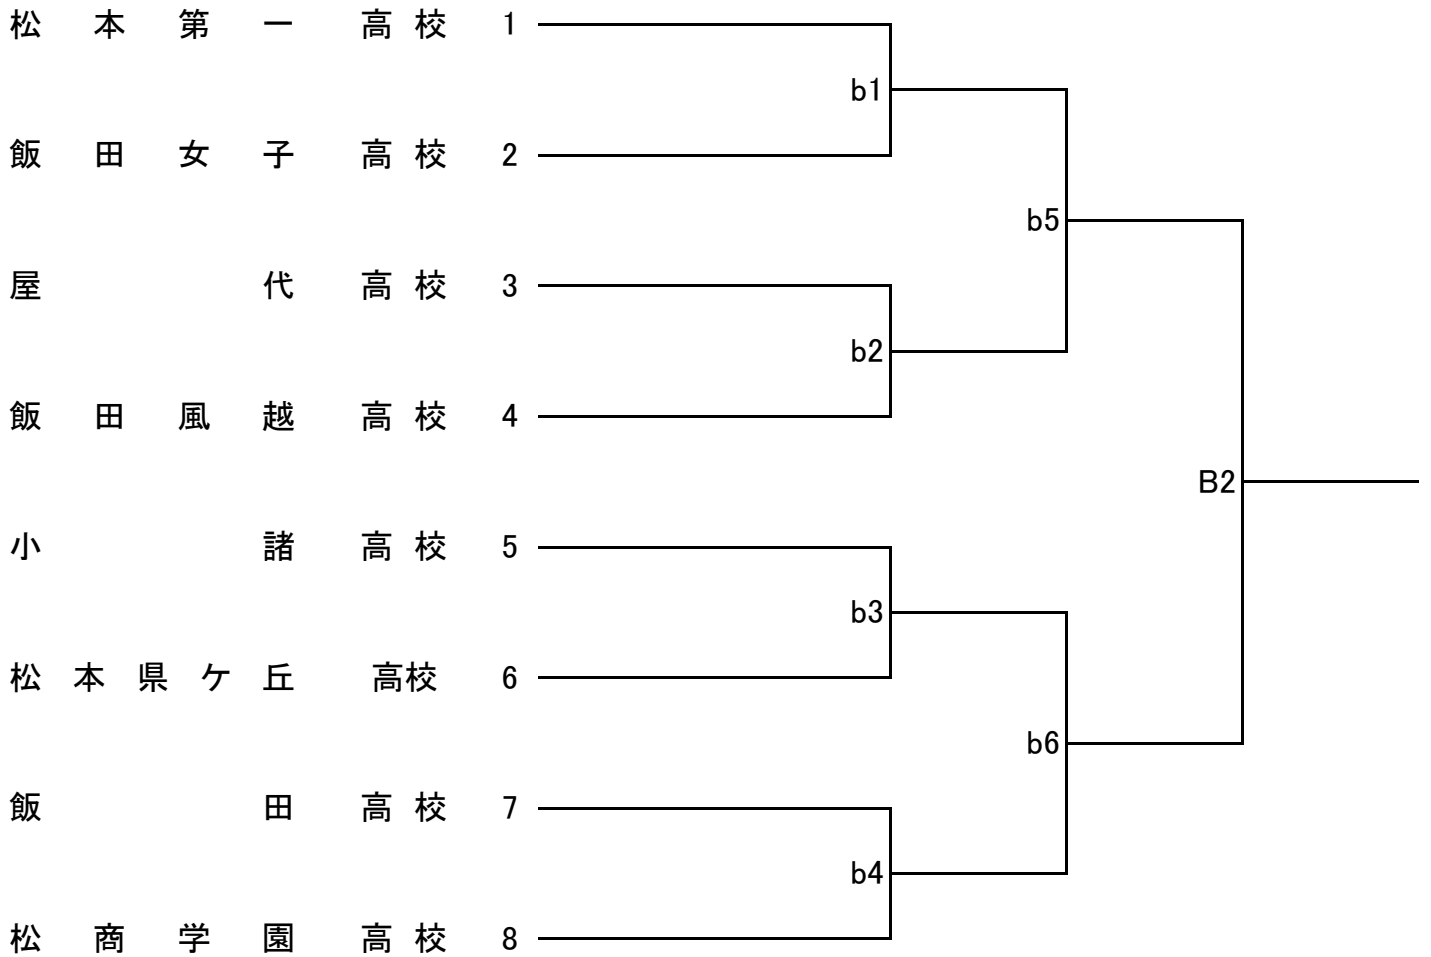 松本第一高校 1
b1
飯田女子高校 2
b5
屋代高校 3
b2
飯田風越高校 4
B2
小諸高校 5
b3
松本県ケ丘高校 6
b6
飯田高校 7
b4
松商学園高校 8